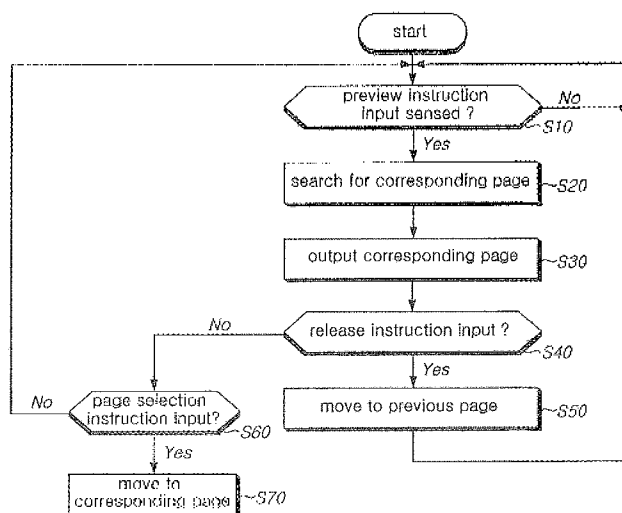 start
preview instruction
input sensed ?
No
S10
Yes
search for corresponding page
S20
output corresponding page
S30
No
release instruction input ?
S40
Yes
No
page selection
instruction input?
S60
move to previous page
S50
Yes
move to
corresponding page
S70